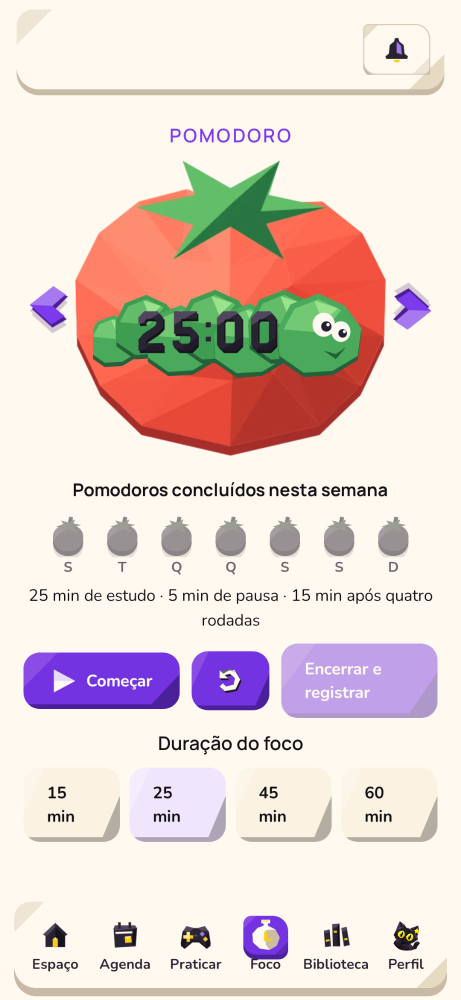 POMODORO
25:00
Pomodoros concluídos nesta semana
S T Q Q S S D
25 min de estudo · 5 min de pausa · 15 min após quatro
rodadas
Começar
Encerrar e
registrar
Duração do foco
15
min
25
min
45
min
60
min
Espaço Agenda Praticar Foco Biblioteca Perfil